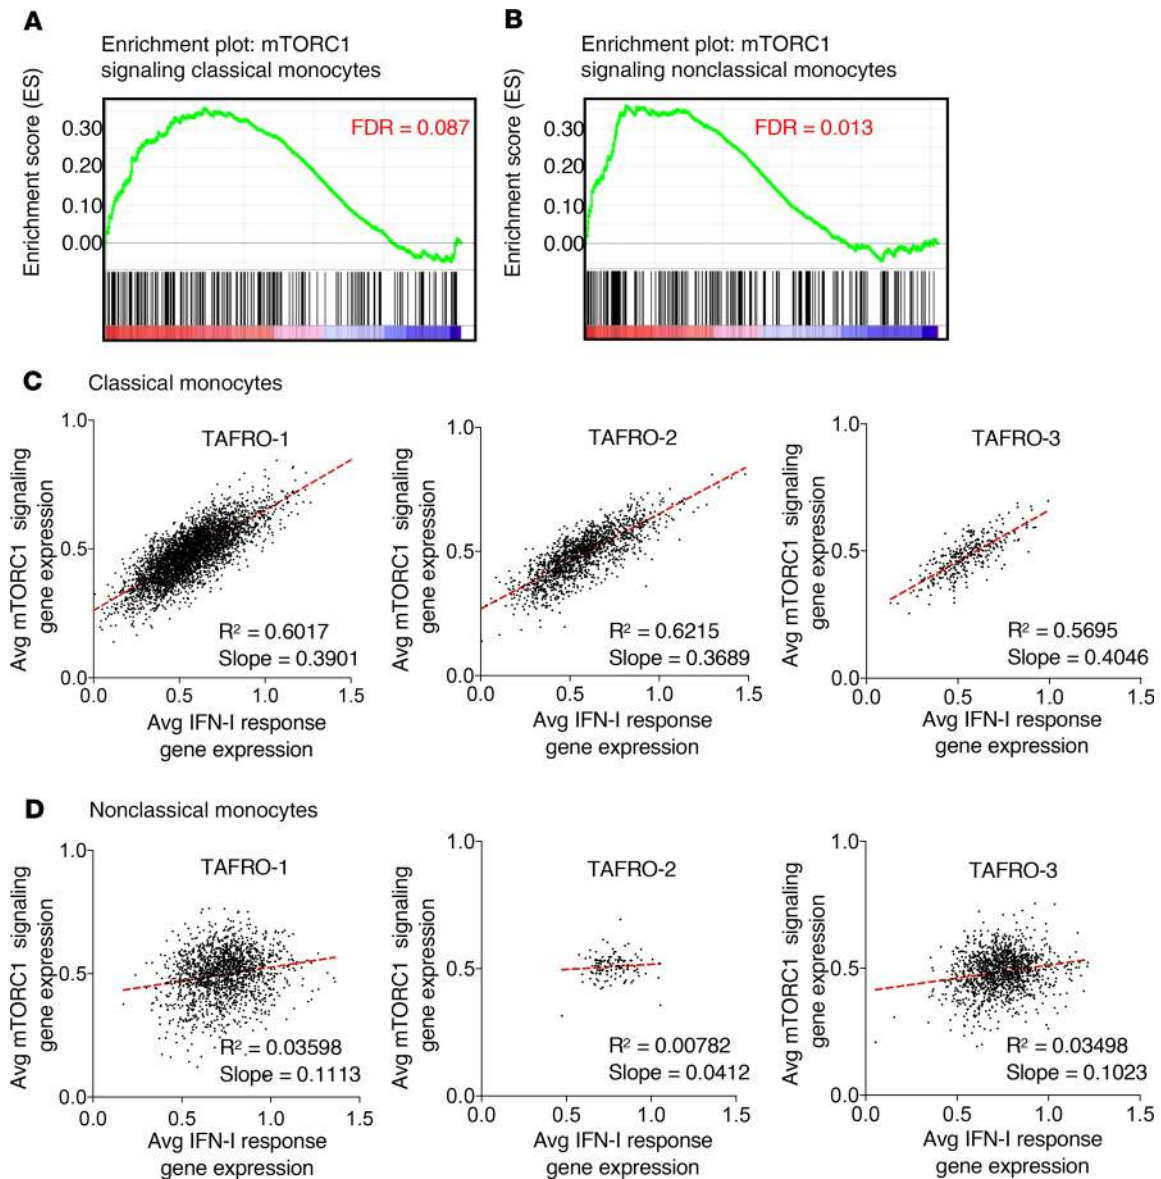 A
Enrichment plot: mTORC1
signaling classical monocytes
Enrichment score (ES)
0.30
0.20
0.10
0.00
FDR = 0.087
B
Enrichment plot: mTORC1
signaling nonclassical monocytes
Enrichment score (ES)
0.30
0.20
0.10
0.00
FDR = 0.013
C Classical monocytes
Avg mTORC1 signaling
gene expression
1.0
0.5
0.0
TAFRO-1
R² = 0.6017
Slope = 0.3901
0.0 0.5 1.0 1.5
Avg IFN-I response
gene expression
Avg mTORC1 signaling
gene expression
1.0
0.5
0.0
TAFRO-2
R² = 0.6215
Slope = 0.3689
0.0 0.5 1.0 1.5
Avg IFN-I response
gene expression
Avg mTORC1 signaling
gene expression
1.0
0.5
0.0
TAFRO-3
R² = 0.5695
Slope = 0.4046
0.0 0.5 1.0 1.5
Avg IFN-I response
gene expression
D Nonclassical monocytes
Avg mTORC1 signaling
gene expression
1.0
0.5
0.0
TAFRO-1
R² = 0.03598
Slope = 0.1113
0.0 0.5 1.0 1.5
Avg IFN-I response
gene expression
Avg mTORC1 signaling
gene expression
1.0
0.5
0.0
TAFRO-2
R² = 0.00782
Slope = 0.0412
0.0 0.5 1.0 1.5
Avg IFN-I response
gene expression
Avg mTORC1 signaling
gene expression
1.0
0.5
0.0
TAFRO-3
R² = 0.03498
Slope = 0.1023
0.0 0.5 1.0 1.5
Avg IFN-I response
gene expression